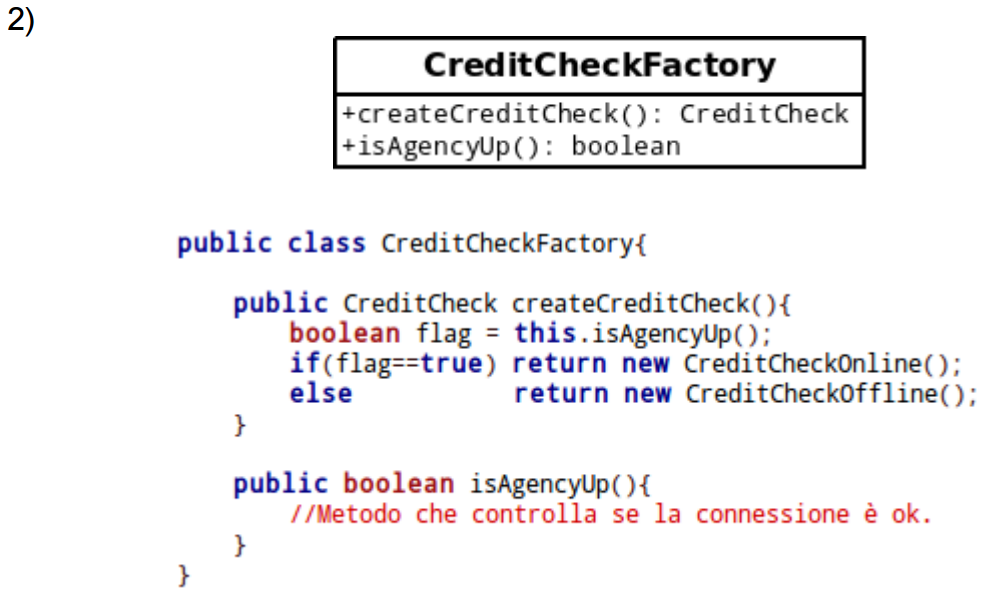 2)
CreditCheckFactory
+createCreditCheck(): CreditCheck
+isAgencyUp(): boolean
public class CreditCheckFactory{
public CreditCheck createCreditCheck(){
boolean flag = this.isAgencyUp();
if(flag==true) return new CreditCheckOnline();
else return new CreditCheckOffline();
}
public boolean isAgencyUp(){
//Metodo che controlla se la connessione è ok.
}
}